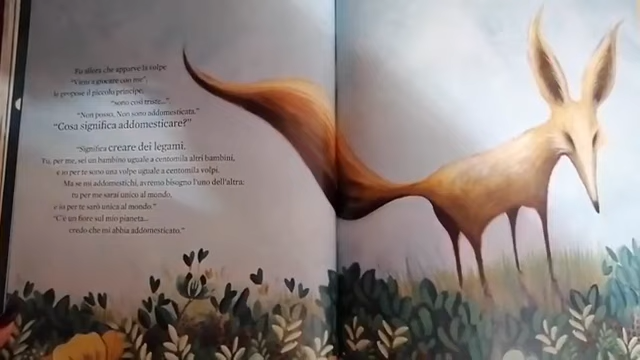 Fu allora che apparve la volpe
"Vieni a giocare con me",
le propose il piccolo principe,
"sono così triste..."
"Non posso. Non sono addomesticata."
"Cosa significa addomesticare?"
"Significa creare dei legami.
Tu, per me, sei un bambino uguale a centomila altri bambini,
e io per te sono una volpe uguale a centomila volpi.
Ma se mi addomestichi, avremo bisogno l'uno dell'altra:
tu per me sarai unico al mondo,
e io per te sarò unica al mondo."
"C'è un fiore sul mio pianeta...
credo che mi abbia addomesticato."